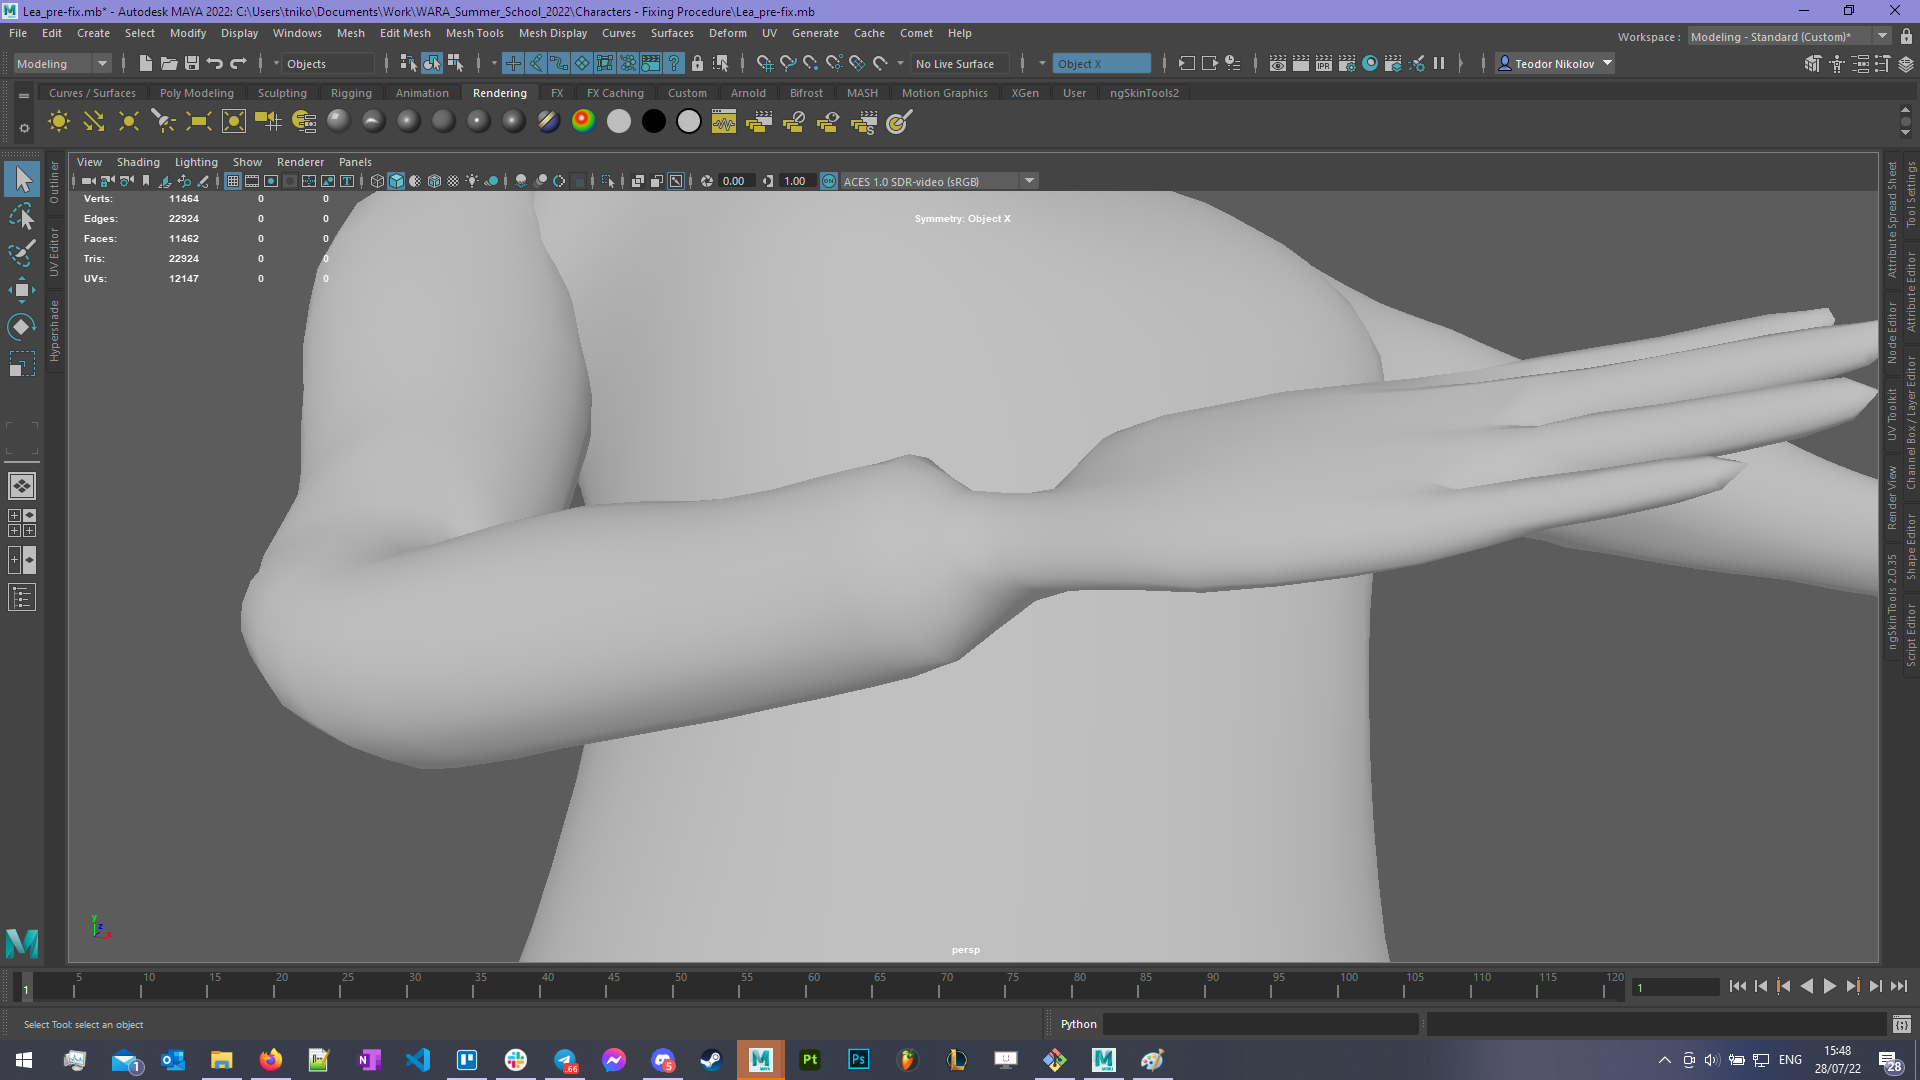 Lea_pre-fix.mb* - Autodesk MAYA 2022: C:\Users\tniko\Documents\Work\WARA_Summer_School_2022\Characters - Fixing Procedure\Lea_pre-fix.mb
File Edit Create Select Modify Display Windows Mesh Edit Mesh Mesh Tools Mesh Display Curves Surfaces Deform UV Generate Cache Comet Help
Workspace : Modeling - Standard (Custom)*
Modeling Objects No Live Surface Object X Teodor Nikolov
Curves / Surfaces Poly Modeling Sculpting Rigging Animation Rendering FX FX Caching Custom Arnold Bifrost MASH Motion Graphics XGen User ngSkinTools2
View Shading Lighting Show Renderer Panels
0.00 1.00 ON ACES 1.0 SDR-video (sRGB)
Verts: 11464 0 0
Edges: 22924 0 0
Faces: 11462 0 0
Tris: 22924 0 0
UVs: 12147 0 0
Symmetry: Object X
Outliner
UV Editor
Hypershade
Attribute Spread Sheet
Node Editor
UV Toolkit
Render View
ngSkinTools 2.0.35
Tool Settings
Attribute Editor
Channel Box / Layer Editor
Shape Editor
Script Editor
y
z
x
persp
5 10 15 20 25 30 35 40 45 50 55 60 65 70 75 80 85 90 95 100 105 110 115 120
1
1
Select Tool: select an object
Python
ENG
15:48
28/07/22
28
1
.66
5
Pt
Ps